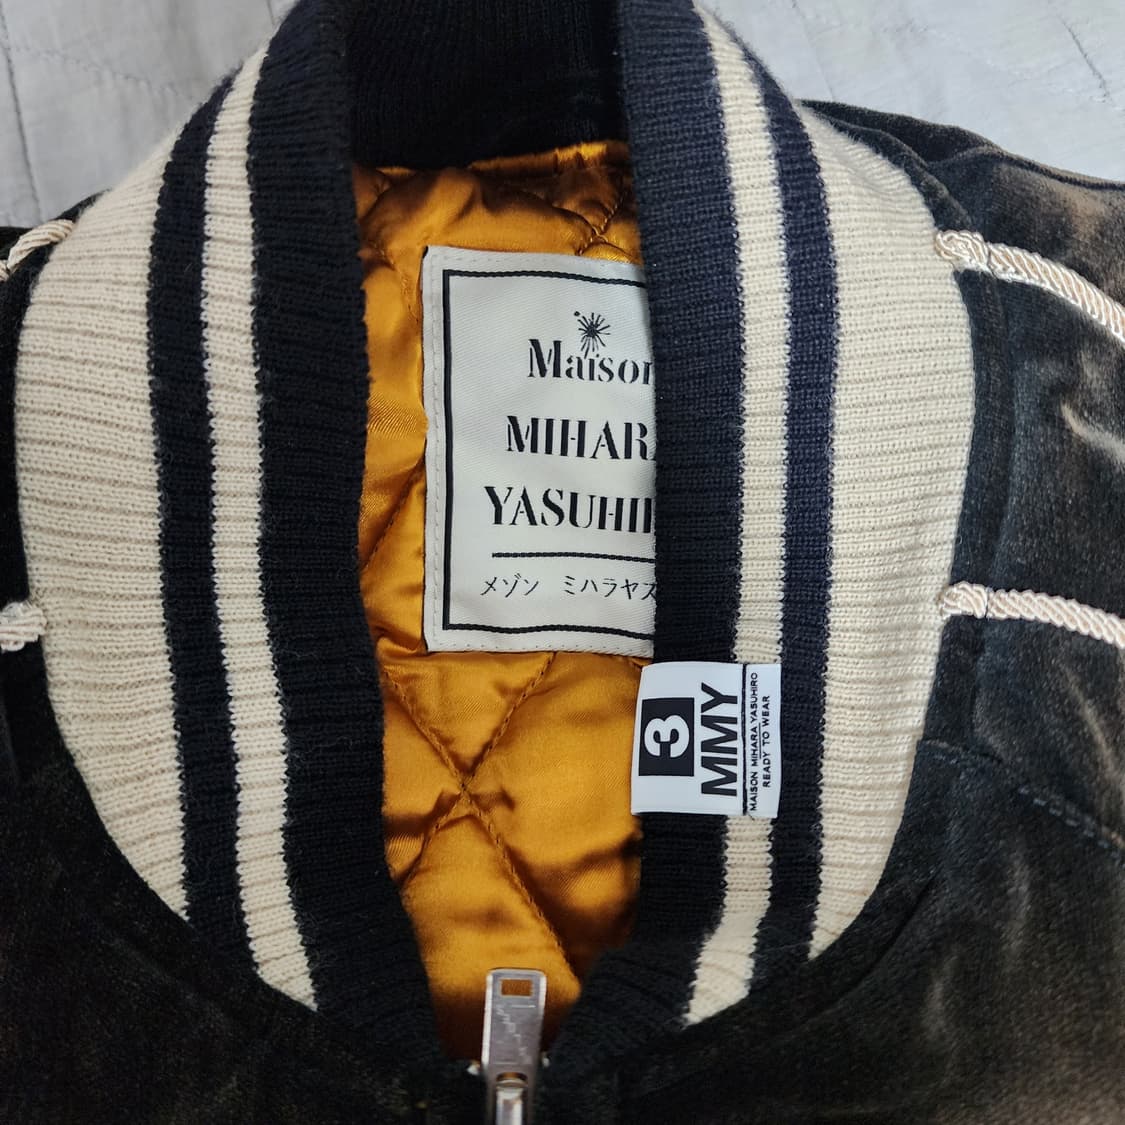 Maison
MIHARA
YASUHIR
メゾン ミハラヤス
3
MMY
MAISON MIHARA YASUHIRO
READY TO WEAR